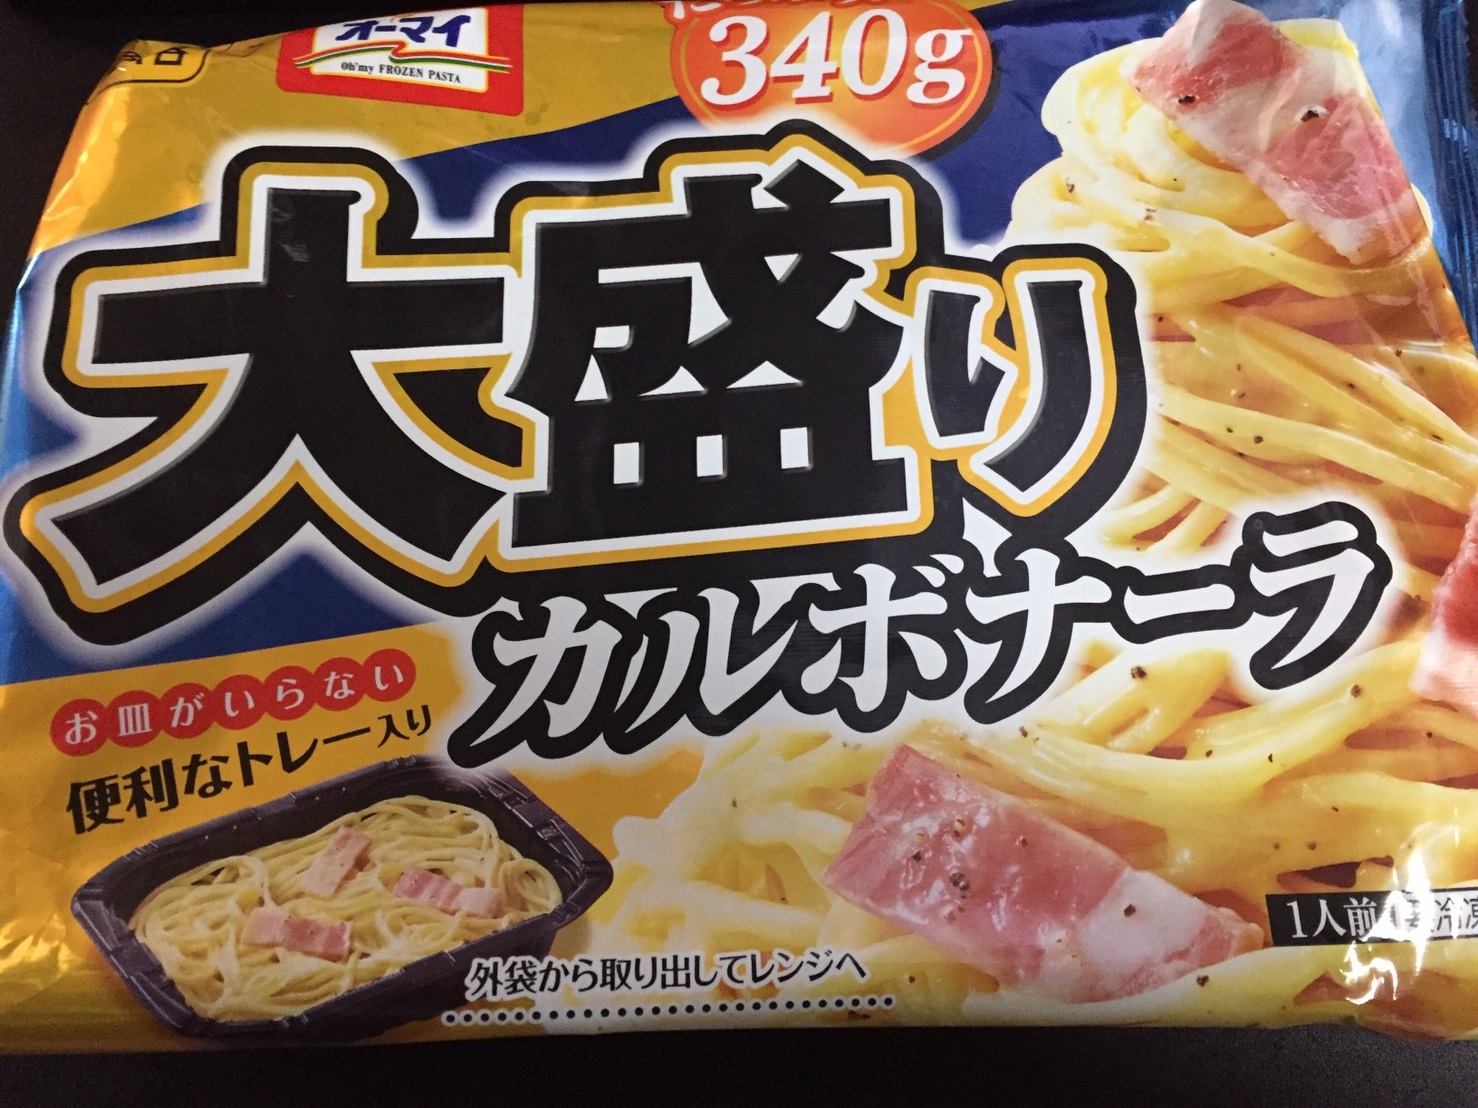 オーマイ
Oh'my FROZEN PASTA
340g
大盛り
カルボナーラ
お皿がいらない
便利なトレー入り
外袋から取り出してレンジへ
1人前
冷凍